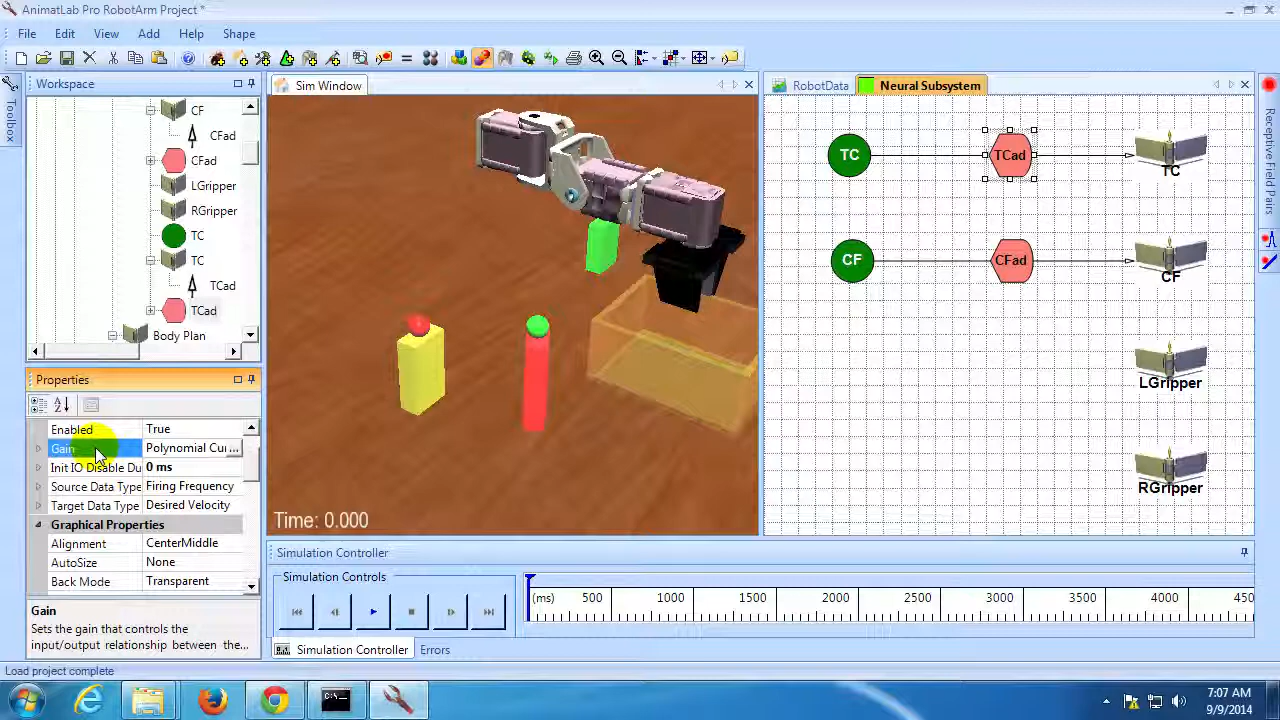 AnimatLab Pro RobotArm Project *
File Edit View Add Help Shape
Workspace
CF
CFad
CFad
LGripper
RGripper
TC
TC
TCad
TCad
Body Plan
Toolbox
Properties
Enabled True
Gain Polynomial Cur...
Init IO Disable Du 0 ms
Source Data Type Firing Frequency
Target Data Type Desired Velocity
Graphical Properties
Alignment CenterMiddle
AutoSize None
Back Mode Transparent
Gain
Sets the gain that controls the
input/output relationship between the...
Sim Window
Time: 0.000
RobotData Neural Subsystem
TC TCad TC
CF CFad CF
LGripper
RGripper
Receptive Field Pairs
Simulation Controller
Simulation Controls
(ms) 500 1000 1500 2000 2500 3000 3500 4000 450
Simulation Controller Errors
Load project complete
C:\
7:07 AM
9/9/2014